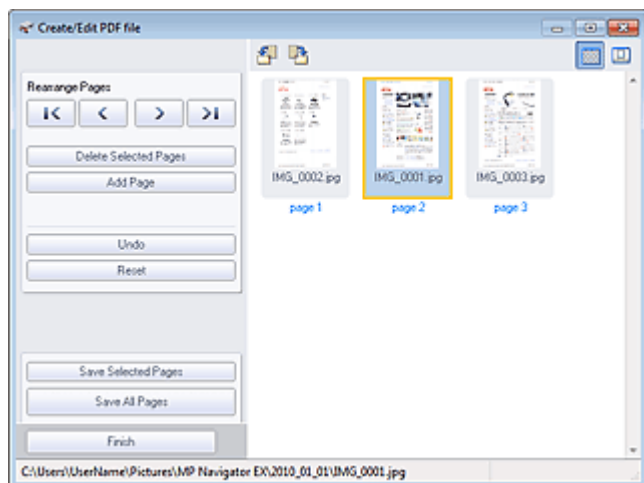 Create/Edit PDF file
Rearrange Pages
Delete Selected Pages
Add Page
Undo
Reset
Save Selected Pages
Save All Pages
Finish
IMG_0002.jpg
IMG_0001.jpg
IMG_0003.jpg
page 1
page 2
page 3
C:\Users\UserName\Pictures\MP Navigator EX\2010_01_01\IMG_0001.jpg